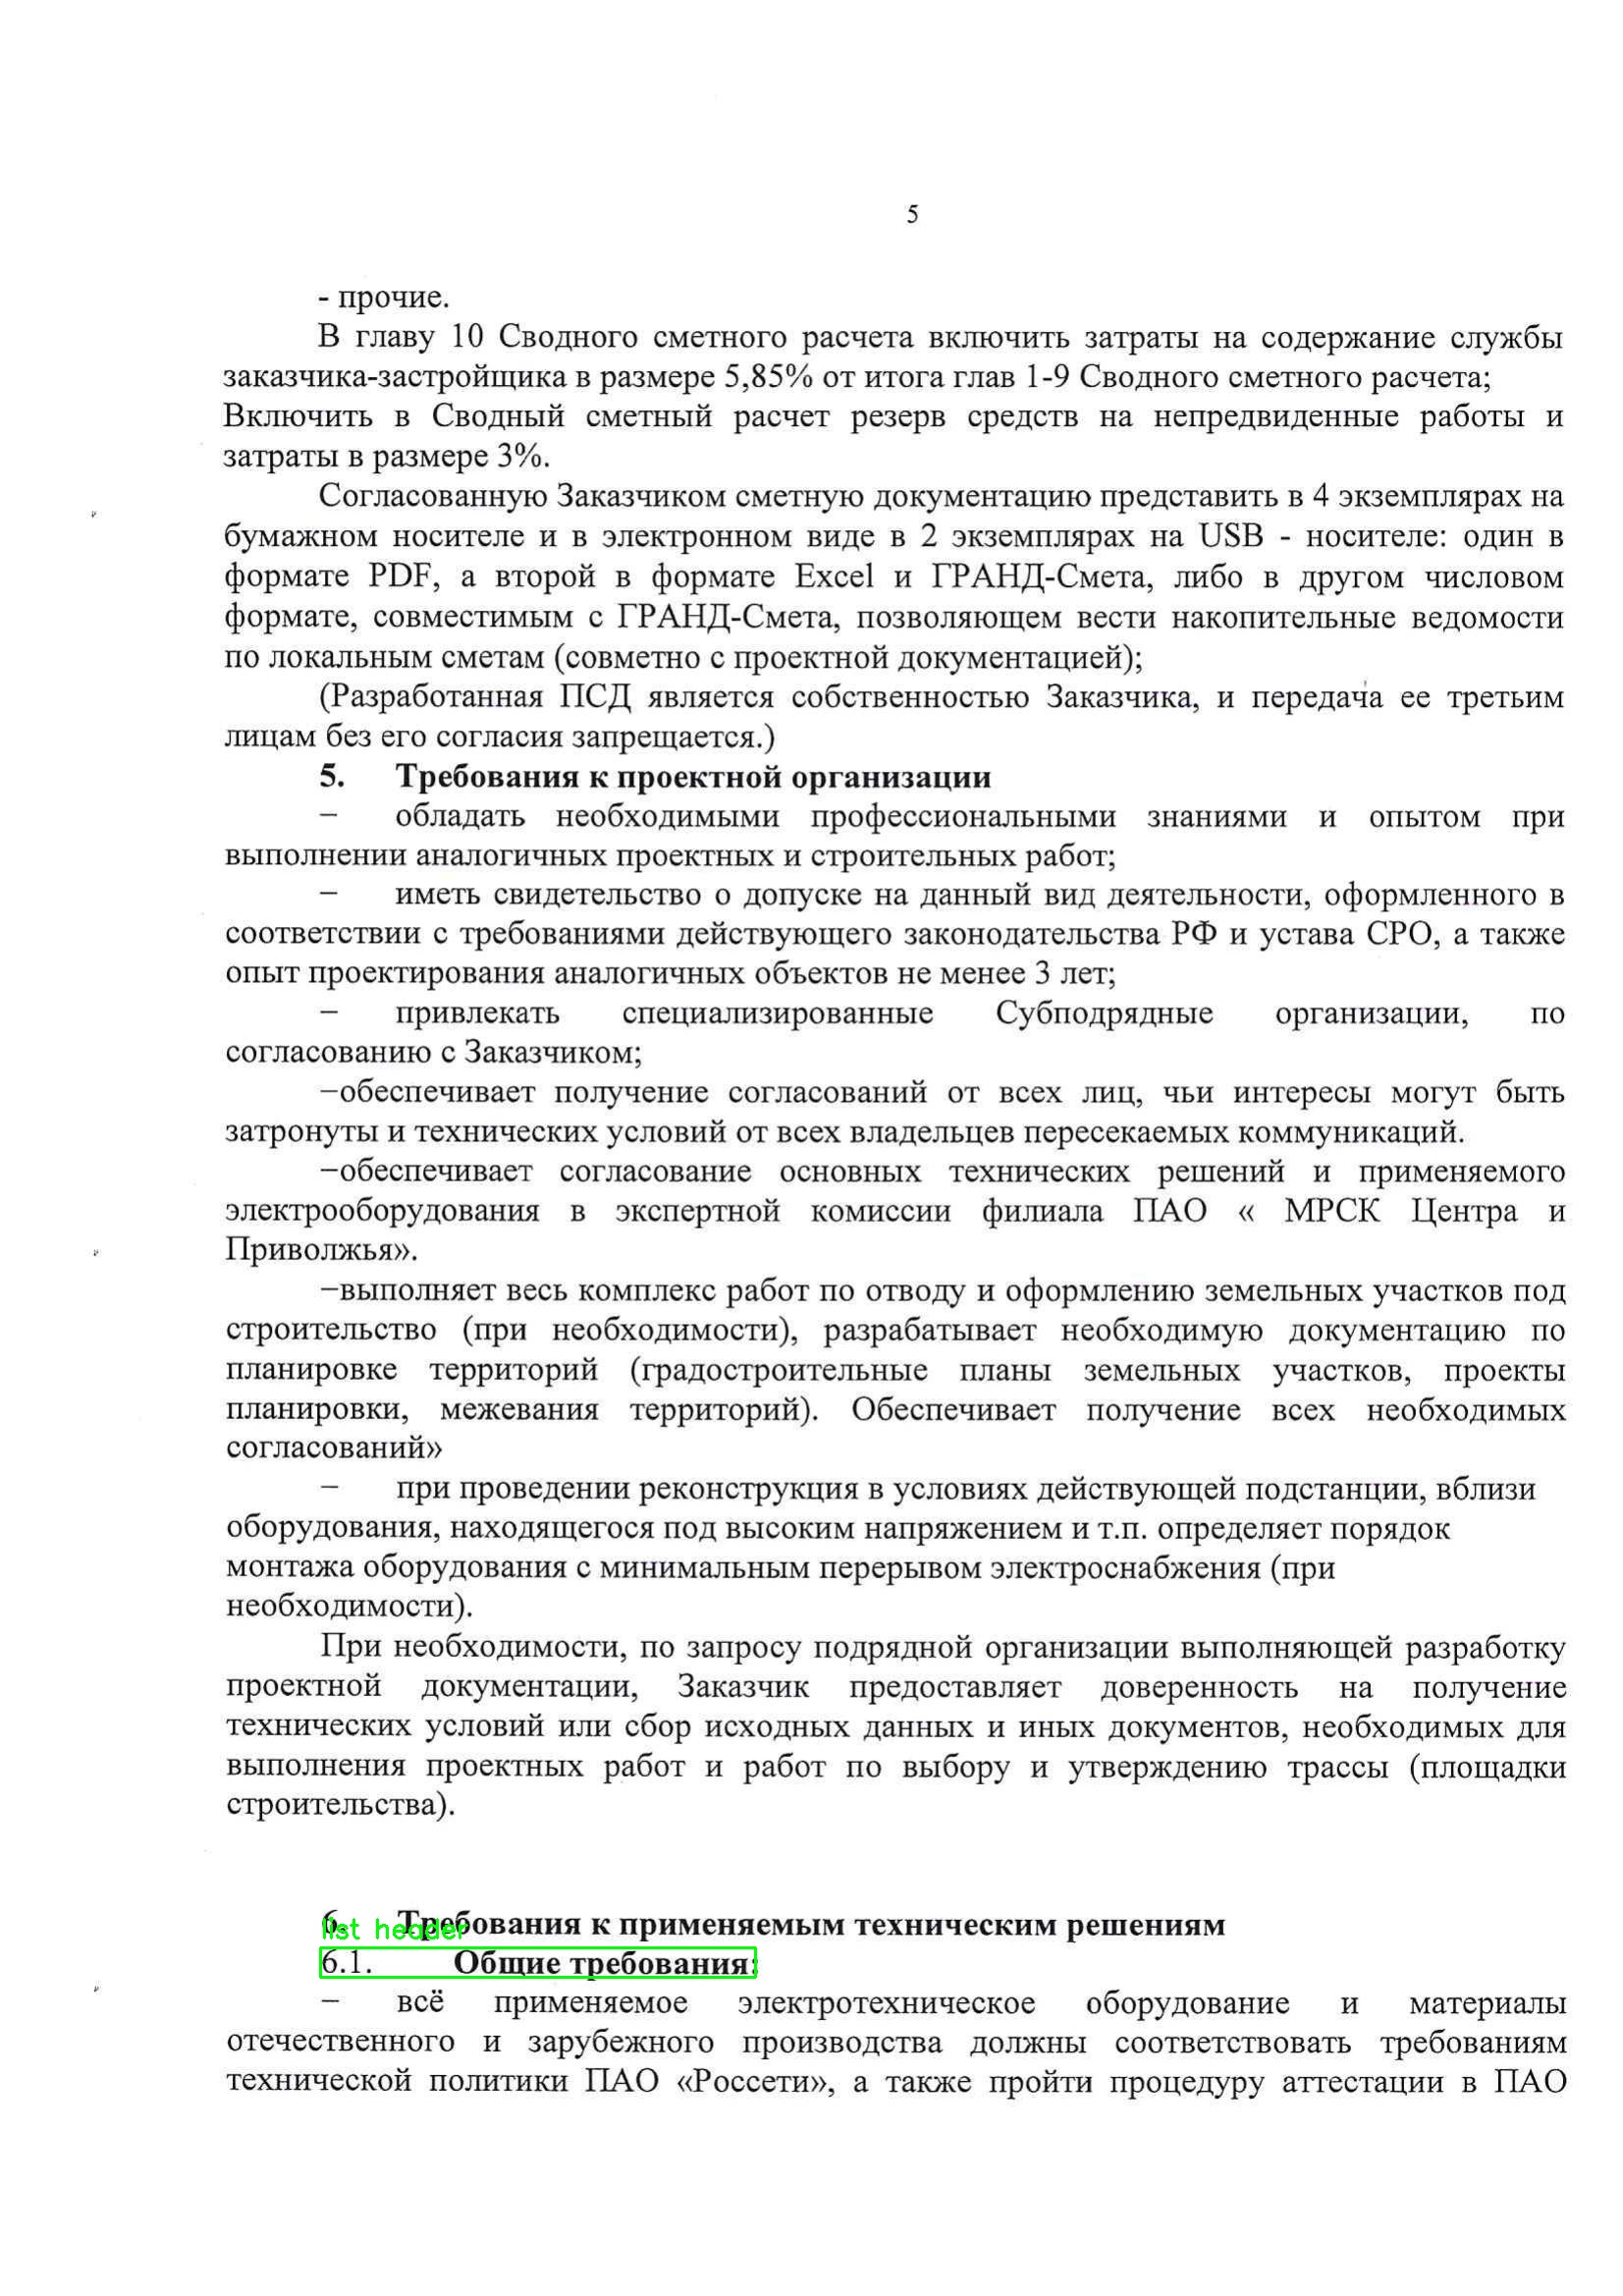 5
- прочие.
В главу 10 Сводного сметного расчета включить затраты на содержание службы
заказчика-застройщика в размере 5,85% от итога глав 1-9 Сводного сметного расчета;
Включить в Сводный сметный расчет резерв средств на непредвиденные работы и
затраты в размере 3%.
Согласованную Заказчиком сметную документацию представить в 4 экземплярах на
бумажном носителе и в электронном виде в 2 экземплярах на USB - носителе: один в
формате PDF, а второй в формате Excel и ГРАНД-Смета, либо в другом числовом
формате, совместимым с ГРАНД-Смета, позволяющем вести накопительные ведомости
по локальным сметам (совметно с проектной документацией);
(Разработанная ПСД является собственностью Заказчика, и передача ее третьим
лицам без его согласия запрещается.)
5. Требования к проектной организации
– обладать необходимыми профессиональными знаниями и опытом при
выполнении аналогичных проектных и строительных работ;
– иметь свидетельство о допуске на данный вид деятельности, оформленного в
соответствии с требованиями действующего законодательства РФ и устава СРО, а также
опыт проектирования аналогичных объектов не менее 3 лет;
– привлекать специализированные Субподрядные организации, по
согласованию с Заказчиком;
–обеспечивает получение согласований от всех лиц, чьи интересы могут быть
затронуты и технических условий от всех владельцев пересекаемых коммуникаций.
–обеспечивает согласование основных технических решений и применяемого
электрооборудования в экспертной комиссии филиала ПАО « МРСК Центра и
Приволжья».
–выполняет весь комплекс работ по отводу и оформлению земельных участков под
строительство (при необходимости), разрабатывает необходимую документацию по
планировке территорий (градостроительные планы земельных участков, проекты
планировки, межевания территорий). Обеспечивает получение всех необходимых
согласований»
– при проведении реконструкция в условиях действующей подстанции, вблизи
оборудования, находящегося под высоким напряжением и т.п. определяет порядок
монтажа оборудования с минимальным перерывом электроснабжения (при
необходимости).
При необходимости, по запросу подрядной организации выполняющей разработку
проектной документации, Заказчик предоставляет доверенность на получение
технических условий или сбор исходных данных и иных документов, необходимых для
выполнения проектных работ и работ по выбору и утверждению трассы (площадки
строительства).
6. Требования к применяемым техническим решениям
list header
6.1. Общие требования:
– всё применяемое электротехническое оборудование и материалы
отечественного и зарубежного производства должны соответствовать требованиям
технической политики ПАО «Россети», а также пройти процедуру аттестации в ПАО